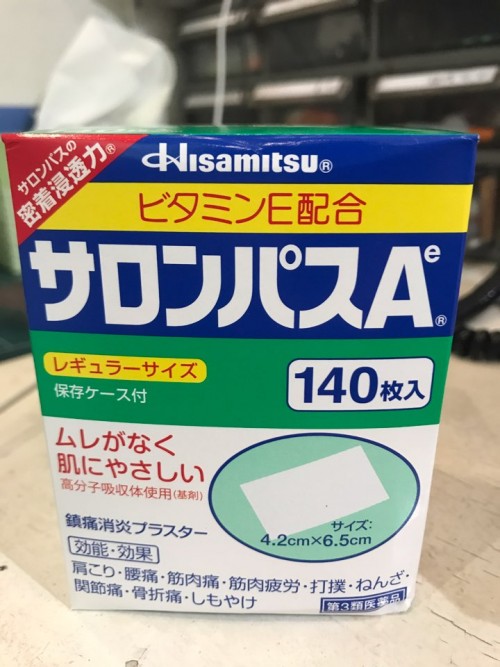 サロンパスの
密着浸透力®
Hisamitsu®
ビタミンE配合
サロンパスAe®
レギュラーサイズ
保存ケース付
140枚入
ムレがなく
肌にやさしい
高分子吸収体使用(基剤)
サイズ:
4.2cm×6.5cm
鎮痛消炎プラスター
効能・効果
肩こり・腰痛・筋肉痛・筋肉疲労・打撲・ねんざ・
関節痛・骨折痛・しもやけ
第3類医薬品